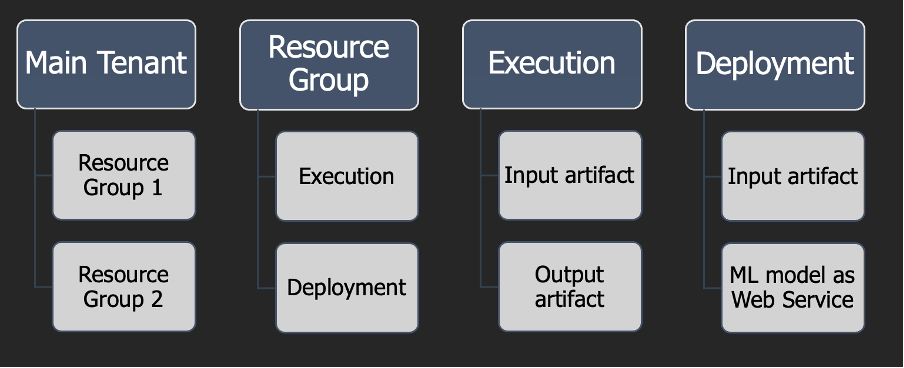 Main Tenant
Resource
Group 1
Resource
Group 2
Resource
Group
Execution
Deployment
Execution
Input artifact
Output
artifact
Deployment
Input artifact
ML model as
Web Service